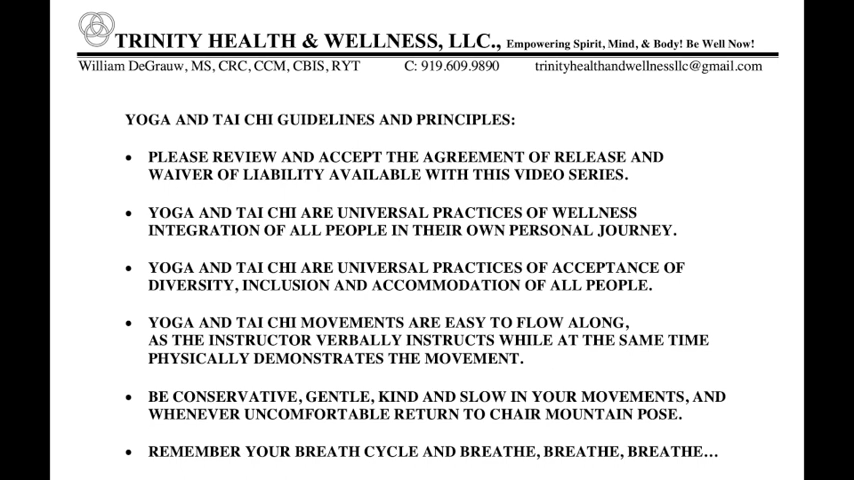 TRINITY HEALTH & WELLNESS, LLC., Empowering Spirit, Mind, & Body! Be Well Now!
William DeGrauw, MS, CRC, CCM, CBIS, RYT C: 919.609.9890 trinityhealthandwellnessllc@gmail.com
YOGA AND TAI CHI GUIDELINES AND PRINCIPLES:
• PLEASE REVIEW AND ACCEPT THE AGREEMENT OF RELEASE AND
WAIVER OF LIABILITY AVAILABLE WITH THIS VIDEO SERIES.
• YOGA AND TAI CHI ARE UNIVERSAL PRACTICES OF WELLNESS
INTEGRATION OF ALL PEOPLE IN THEIR OWN PERSONAL JOURNEY.
• YOGA AND TAI CHI ARE UNIVERSAL PRACTICES OF ACCEPTANCE OF
DIVERSITY, INCLUSION AND ACCOMMODATION OF ALL PEOPLE.
• YOGA AND TAI CHI MOVEMENTS ARE EASY TO FLOW ALONG,
AS THE INSTRUCTOR VERBALLY INSTRUCTS WHILE AT THE SAME TIME
PHYSICALLY DEMONSTRATES THE MOVEMENT.
• BE CONSERVATIVE, GENTLE, KIND AND SLOW IN YOUR MOVEMENTS, AND
WHENEVER UNCOMFORTABLE RETURN TO CHAIR MOUNTAIN POSE.
• REMEMBER YOUR BREATH CYCLE AND BREATHE, BREATHE, BREATHE…